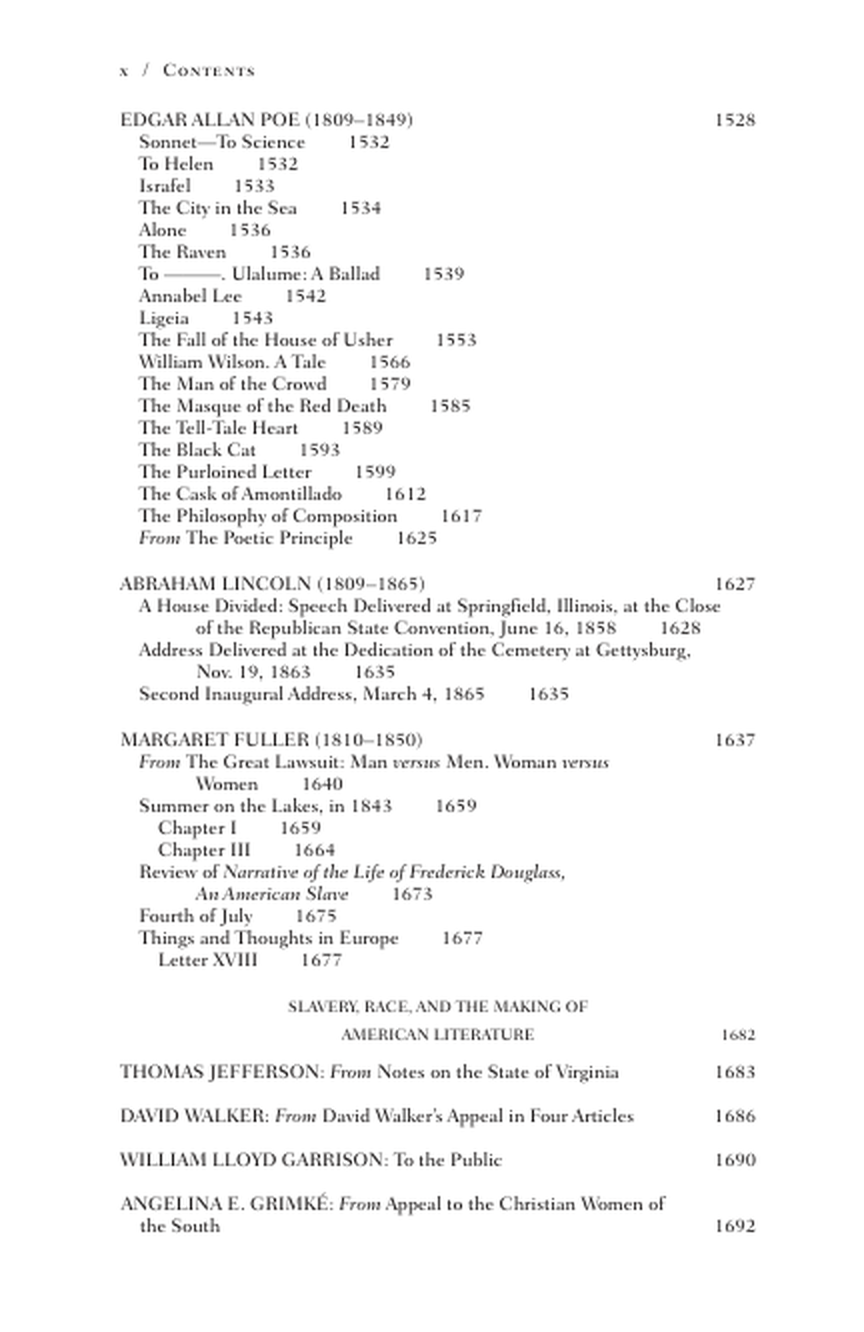 x / Contents
EDGAR ALLAN POE (1809–1849) 1528
Sonnet—To Science 1532
To Helen 1532
Israfel 1533
The City in the Sea 1534
Alone 1536
The Raven 1536
To ———. Ulalume: A Ballad 1539
Annabel Lee 1542
Ligeia 1543
The Fall of the House of Usher 1553
William Wilson. A Tale 1566
The Man of the Crowd 1579
The Masque of the Red Death 1585
The Tell-Tale Heart 1589
The Black Cat 1593
The Purloined Letter 1599
The Cask of Amontillado 1612
The Philosophy of Composition 1617
From The Poetic Principle 1625
ABRAHAM LINCOLN (1809–1865) 1627
A House Divided: Speech Delivered at Springfield, Illinois, at the Close
of the Republican State Convention, June 16, 1858 1628
Address Delivered at the Dedication of the Cemetery at Gettysburg,
Nov. 19, 1863 1635
Second Inaugural Address, March 4, 1865 1635
MARGARET FULLER (1810–1850) 1637
From The Great Lawsuit: Man versus Men. Woman versus
Women 1640
Summer on the Lakes, in 1843 1659
Chapter I 1659
Chapter III 1664
Review of Narrative of the Life of Frederick Douglass,
An American Slave 1673
Fourth of July 1675
Things and Thoughts in Europe 1677
Letter XVIII 1677
SLAVERY, RACE, AND THE MAKING OF
AMERICAN LITERATURE 1682
THOMAS JEFFERSON: From Notes on the State of Virginia 1683
DAVID WALKER: From David Walker's Appeal in Four Articles 1686
WILLIAM LLOYD GARRISON: To the Public 1690
ANGELINA E. GRIMKÉ: From Appeal to the Christian Women of
the South 1692